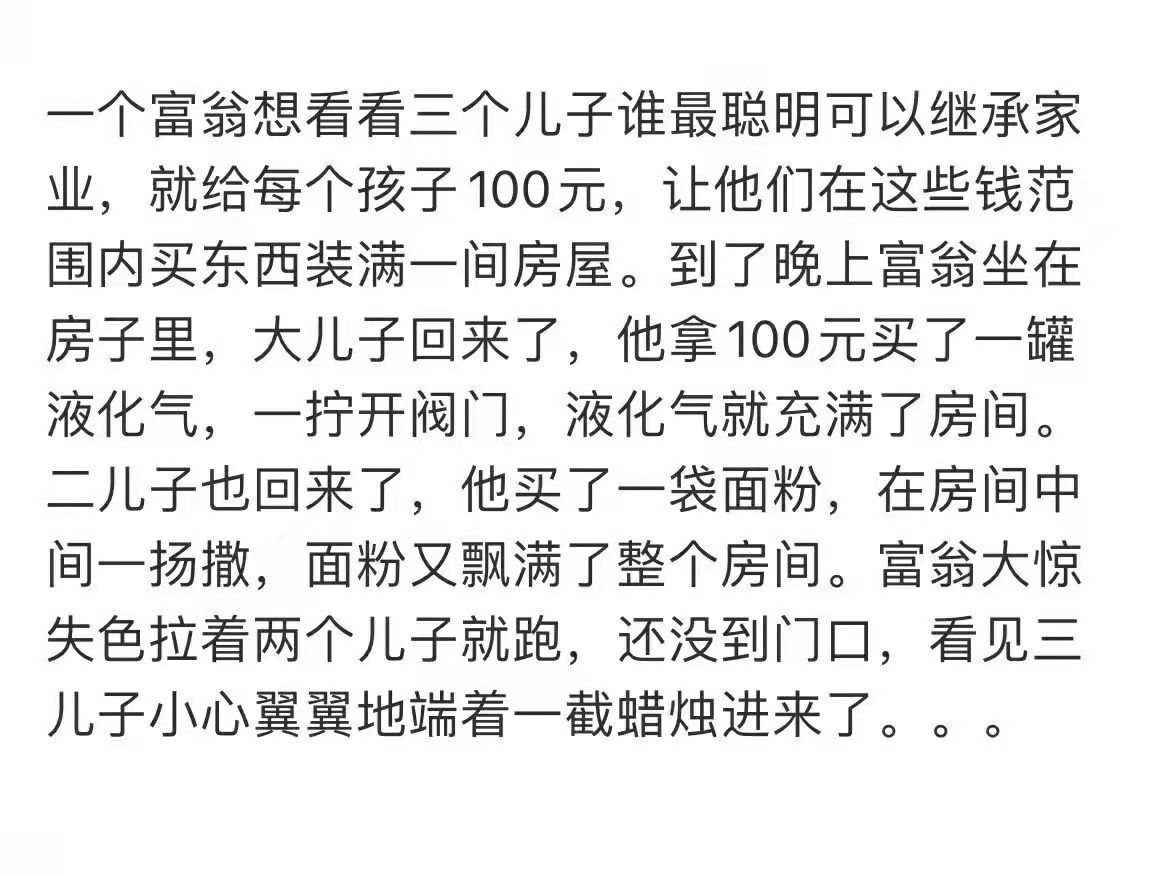 一个富翁想看看三个儿子谁最聪明可以继承家
业，就给每个孩子100元，让他们在这些钱范
围内买东西装满一间房屋。到了晚上富翁坐在
房子里，大儿子回来了，他拿100元买了一罐
液化气，一拧开阀门，液化气就充满了房间。
二儿子也回来了，他买了一袋面粉，在房间中
间一扬撒，面粉又飘满了整个房间。富翁大惊
失色拉着两个儿子就跑，还没到门口，看见三
儿子小心翼翼地端着一截蜡烛进来了。。。